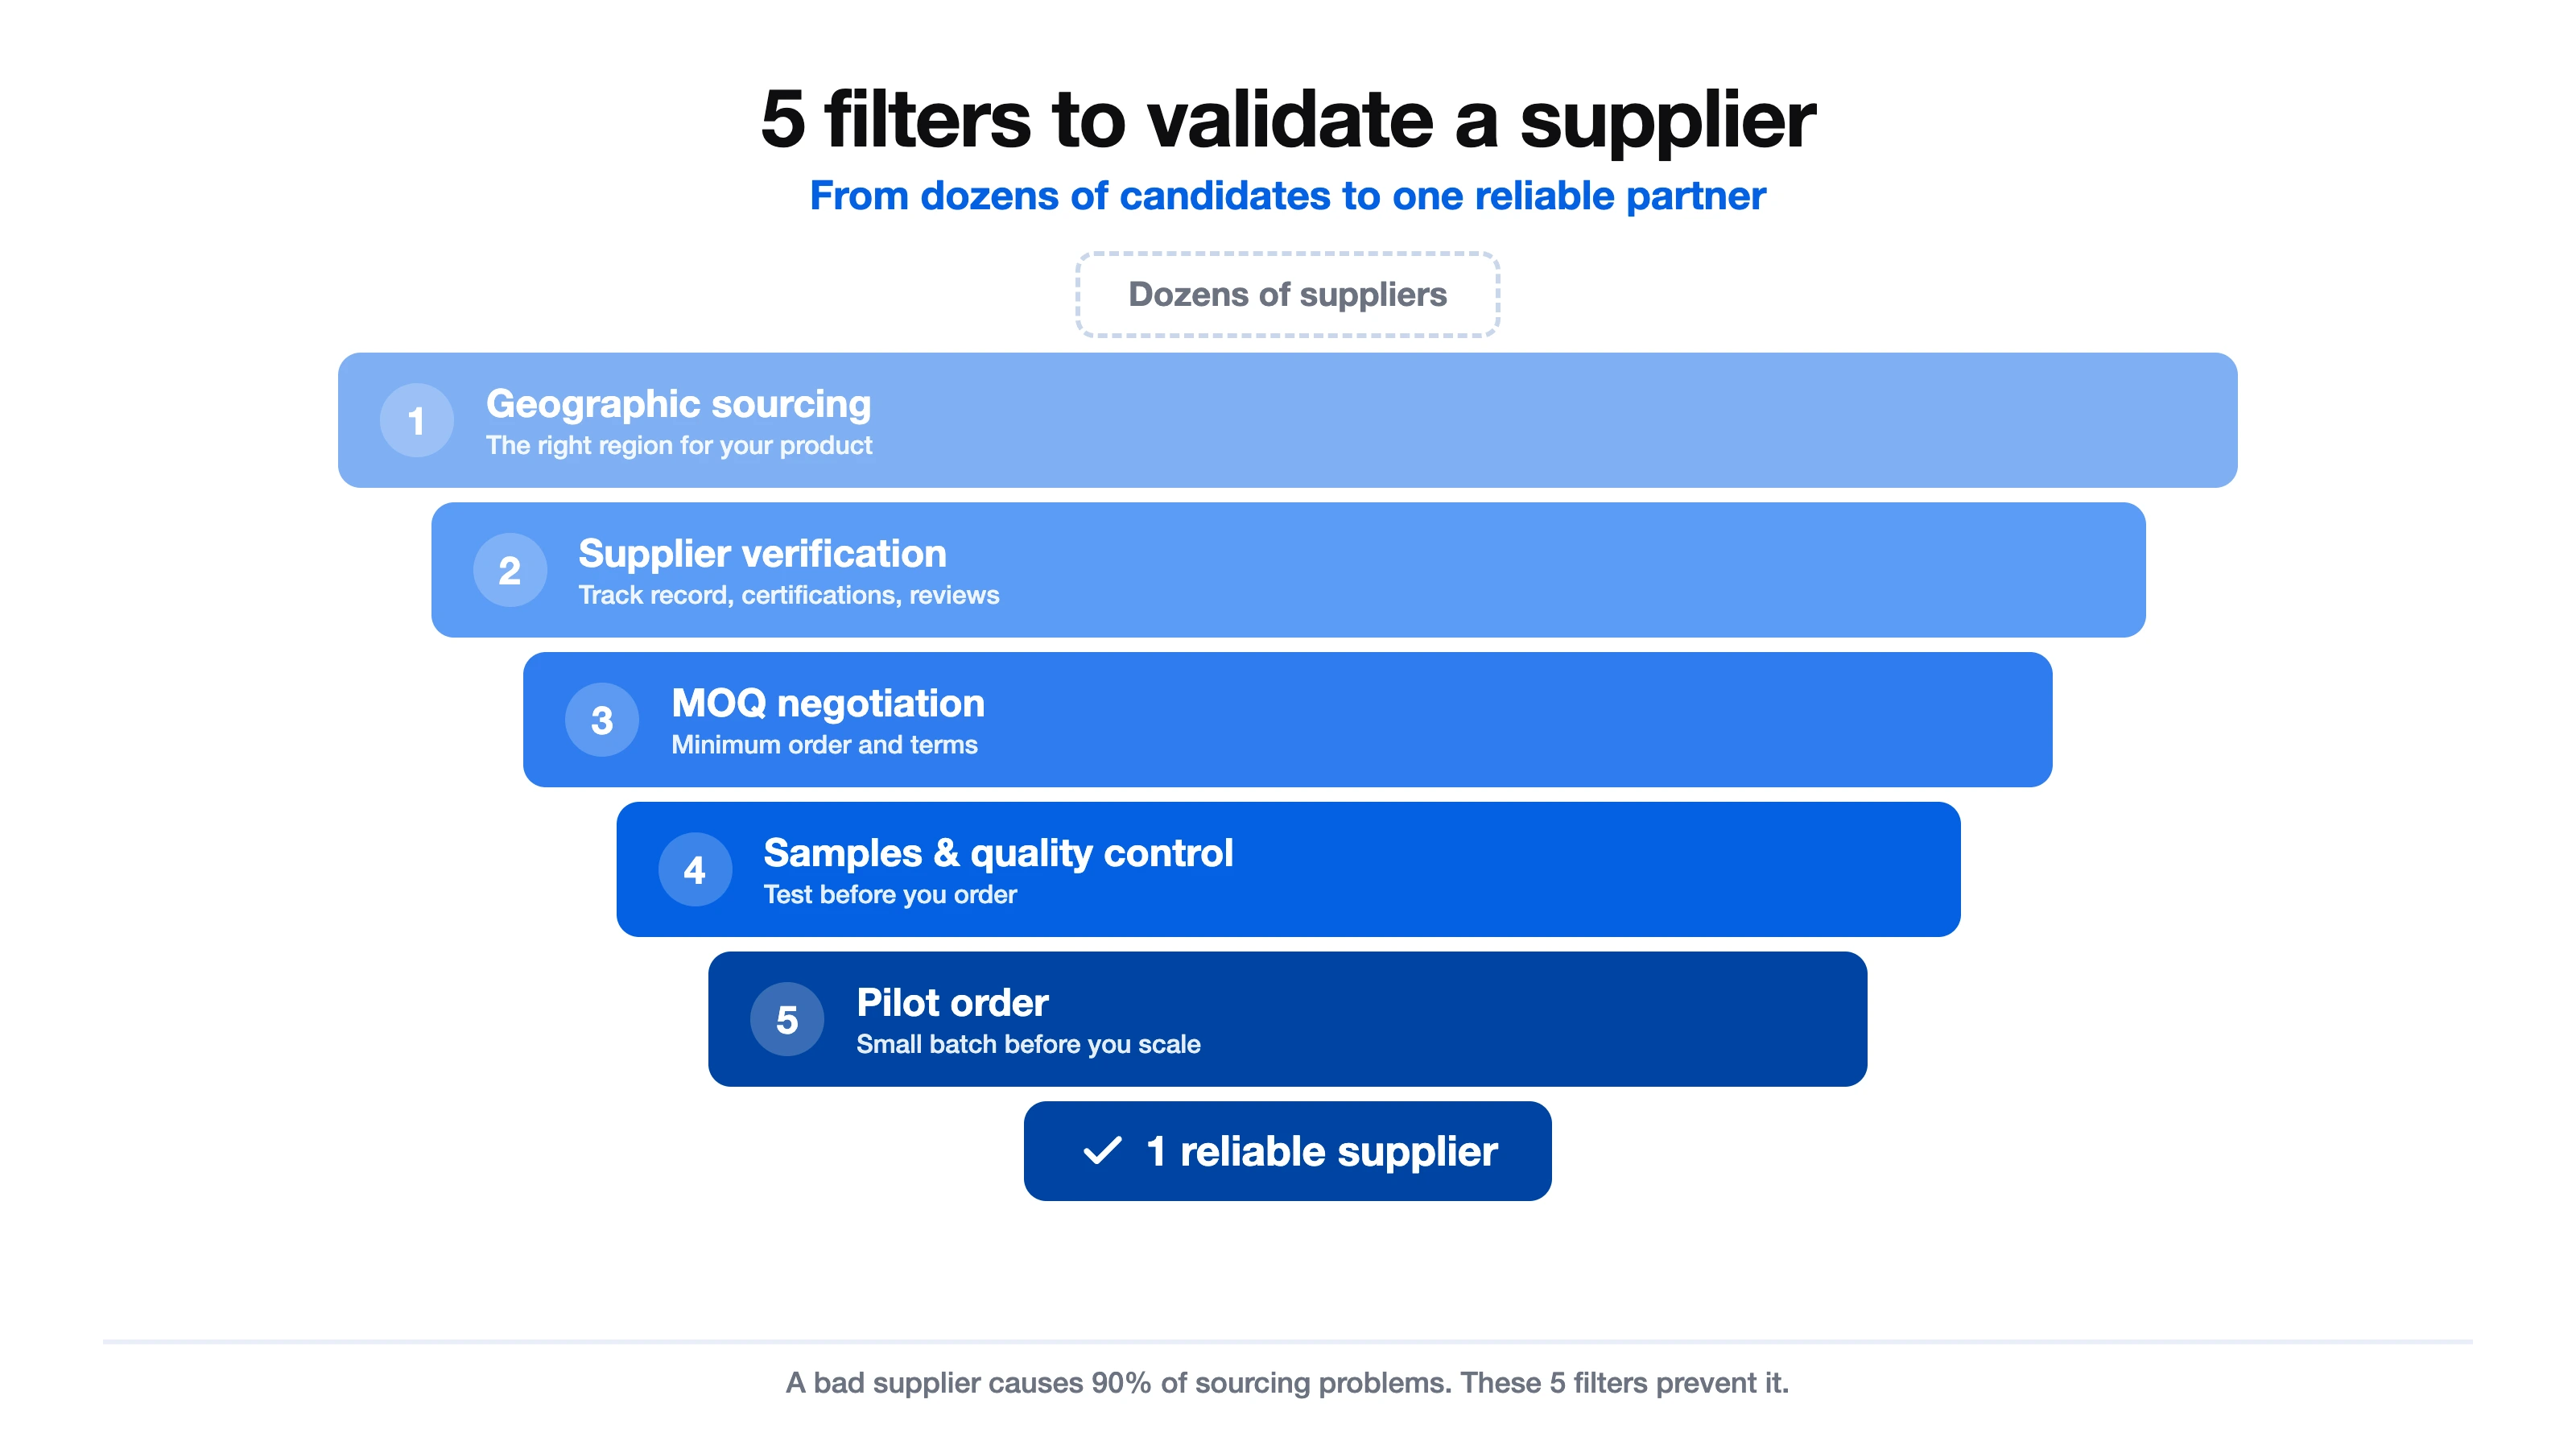 5 filters to validate a supplier
From dozens of candidates to one reliable partner
Dozens of suppliers
1
Geographic sourcing
The right region for your product
2
Supplier verification
Track record, certifications, reviews
3
MOQ negotiation
Minimum order and terms
4
Samples & quality control
Test before you order
5
Pilot order
Small batch before you scale
✓ 1 reliable supplier
A bad supplier causes 90% of sourcing problems. These 5 filters prevent it.